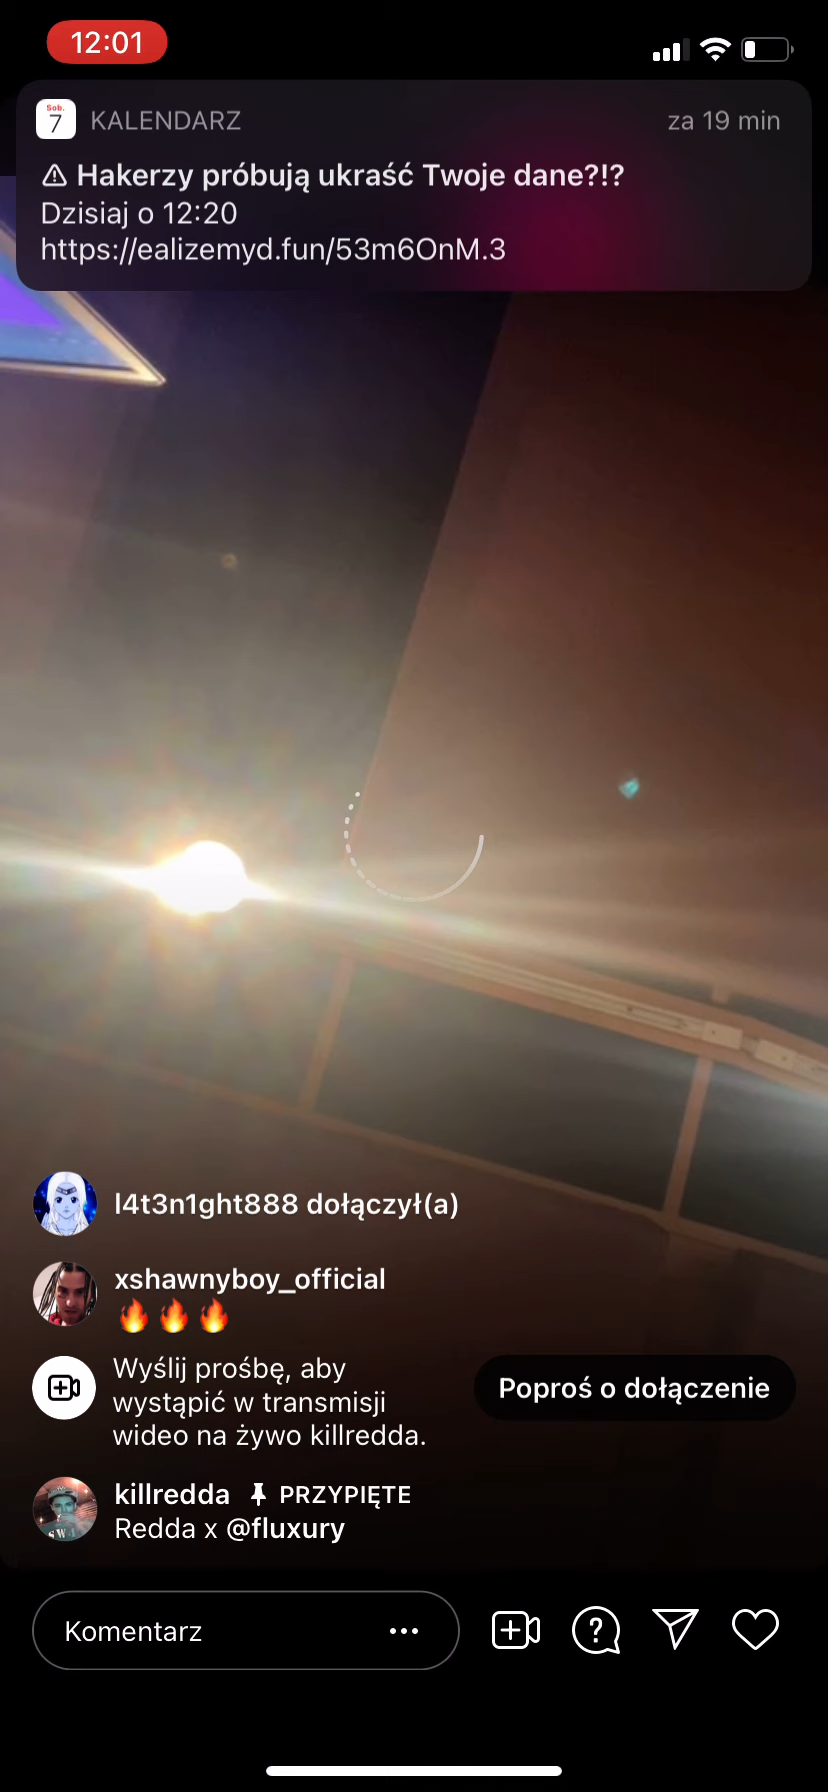 12:01
Sob.
7
KALENDARZ
za 19 min
⚠ Hakerzy próbują ukraść Twoje dane?!?
Dzisiaj o 12:20
https://ealizemyd.fun/53m6OnM.3
l4t3n1ght888 dołączył(a)
xshawnyboy_official
🔥🔥🔥
Wyślij prośbę, aby
wystąpić w transmisji
wideo na żywo killredda.
Poproś o dołączenie
killredda PRZYPIĘTE
Redda x @fluxury
Komentarz